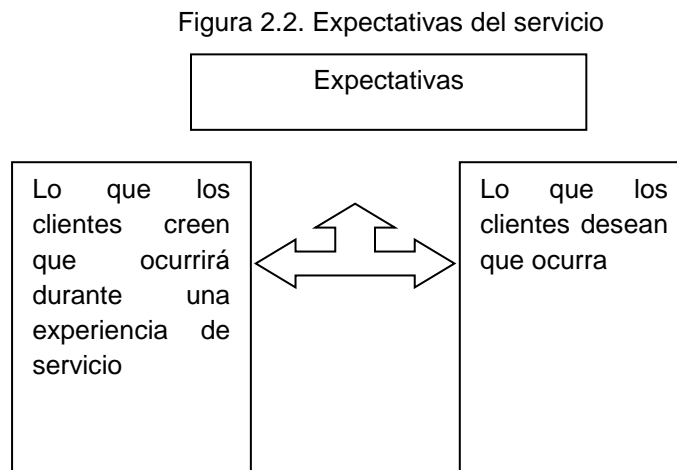 Figura 2.2. Expectativas del servicio
Expectativas
Lo que los
clientes creen
que ocurrirá
durante una
experiencia de
servicio
Lo que los
clientes desean
que ocurra